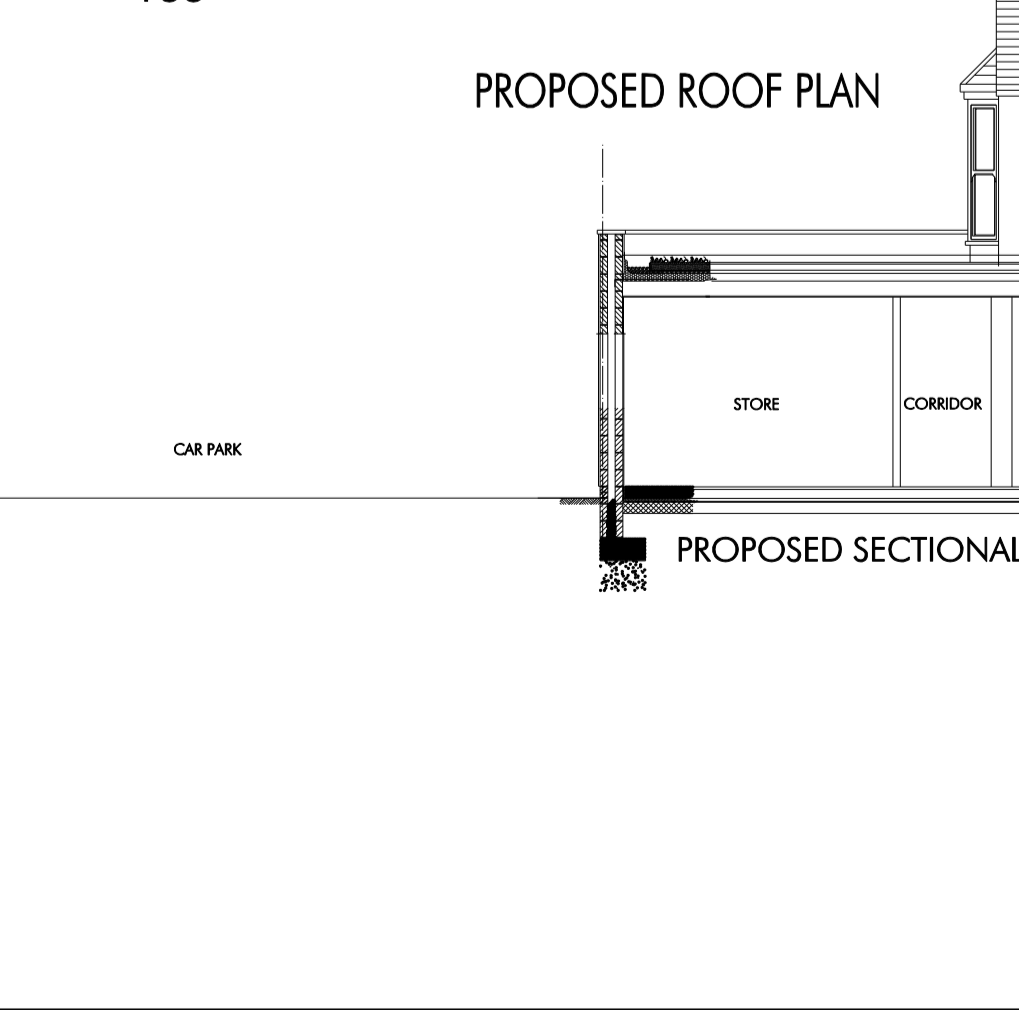 PROPOSED ROOF PLAN
STORE
CORRIDOR
CAR PARK
PROPOSED SECTIONAL